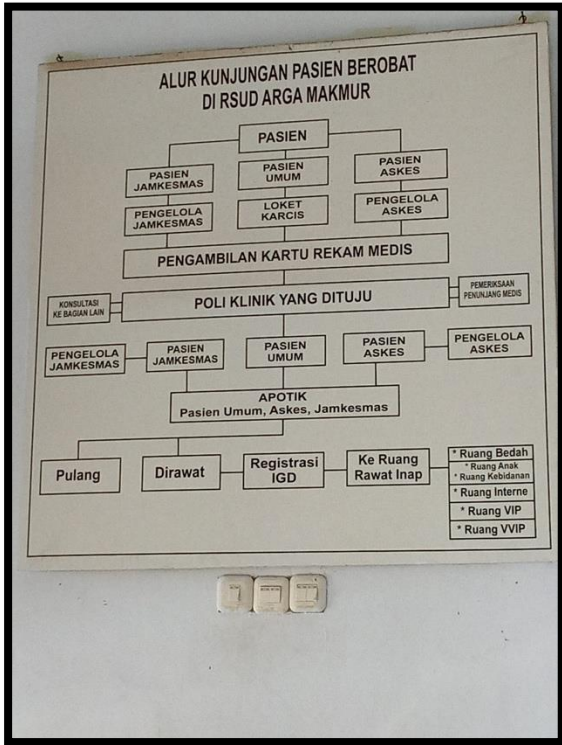 ALUR KUNJUNGAN PASIEN BEROBAT
DI RSUD ARGA MAKMUR
PASIEN
PASIEN
JAMKESMAS
PASIEN
UMUM
PASIEN
ASKES
PENGELOLA
JAMKESMAS
LOKET
KARCIS
PENGELOLA
ASKES
PENGAMBILAN KARTU REKAM MEDIS
KONSULTASI
KE BAGIAN LAIN
POLI KLINIK YANG DITUJU
PEMERIKSAAN
PENUNJANG MEDIS
PENGELOLA
JAMKESMAS
PASIEN
JAMKESMAS
PASIEN
UMUM
PASIEN
ASKES
PENGELOLA
ASKES
APOTIK
Pasien Umum, Askes, Jamkesmas
Pulang
Dirawat
Registrasi
IGD
Ke Ruang
Rawat Inap
* Ruang Bedah
* Ruang Anak
* Ruang Kebidanan
* Ruang Interne
* Ruang VIP
* Ruang VVIP